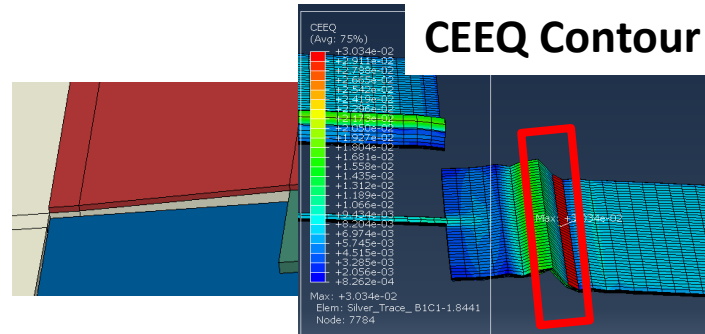 CEEQ Contour
CEEQ
(Avg: 75%)
+3.034e-02
+2.911e-02
+2.788e-02
+2.665e-02
+2.542e-02
+2.419e-02
+2.296e-02
+2.173e-02
+2.050e-02
+1.927e-02
+1.804e-02
+1.681e-02
+1.558e-02
+1.435e-02
+1.312e-02
+1.189e-02
+1.066e-02
+9.434e-03
+8.204e-03
+6.974e-03
+5.745e-03
+4.515e-03
+3.285e-03
+2.056e-03
+8.262e-04
Max: +3.034e-02
Max: +3.034e-02
Elem: Silver_Trace_ B1C1-1.8441
Node: 7784